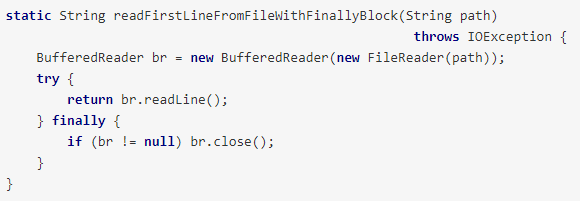 static String readFirstLineFromFileWithFinallyBlock(String path)
                                                     throws IOException {
    BufferedReader br = new BufferedReader(new FileReader(path));
    try {
        return br.readLine();
    } finally {
        if (br != null) br.close();
    }
}